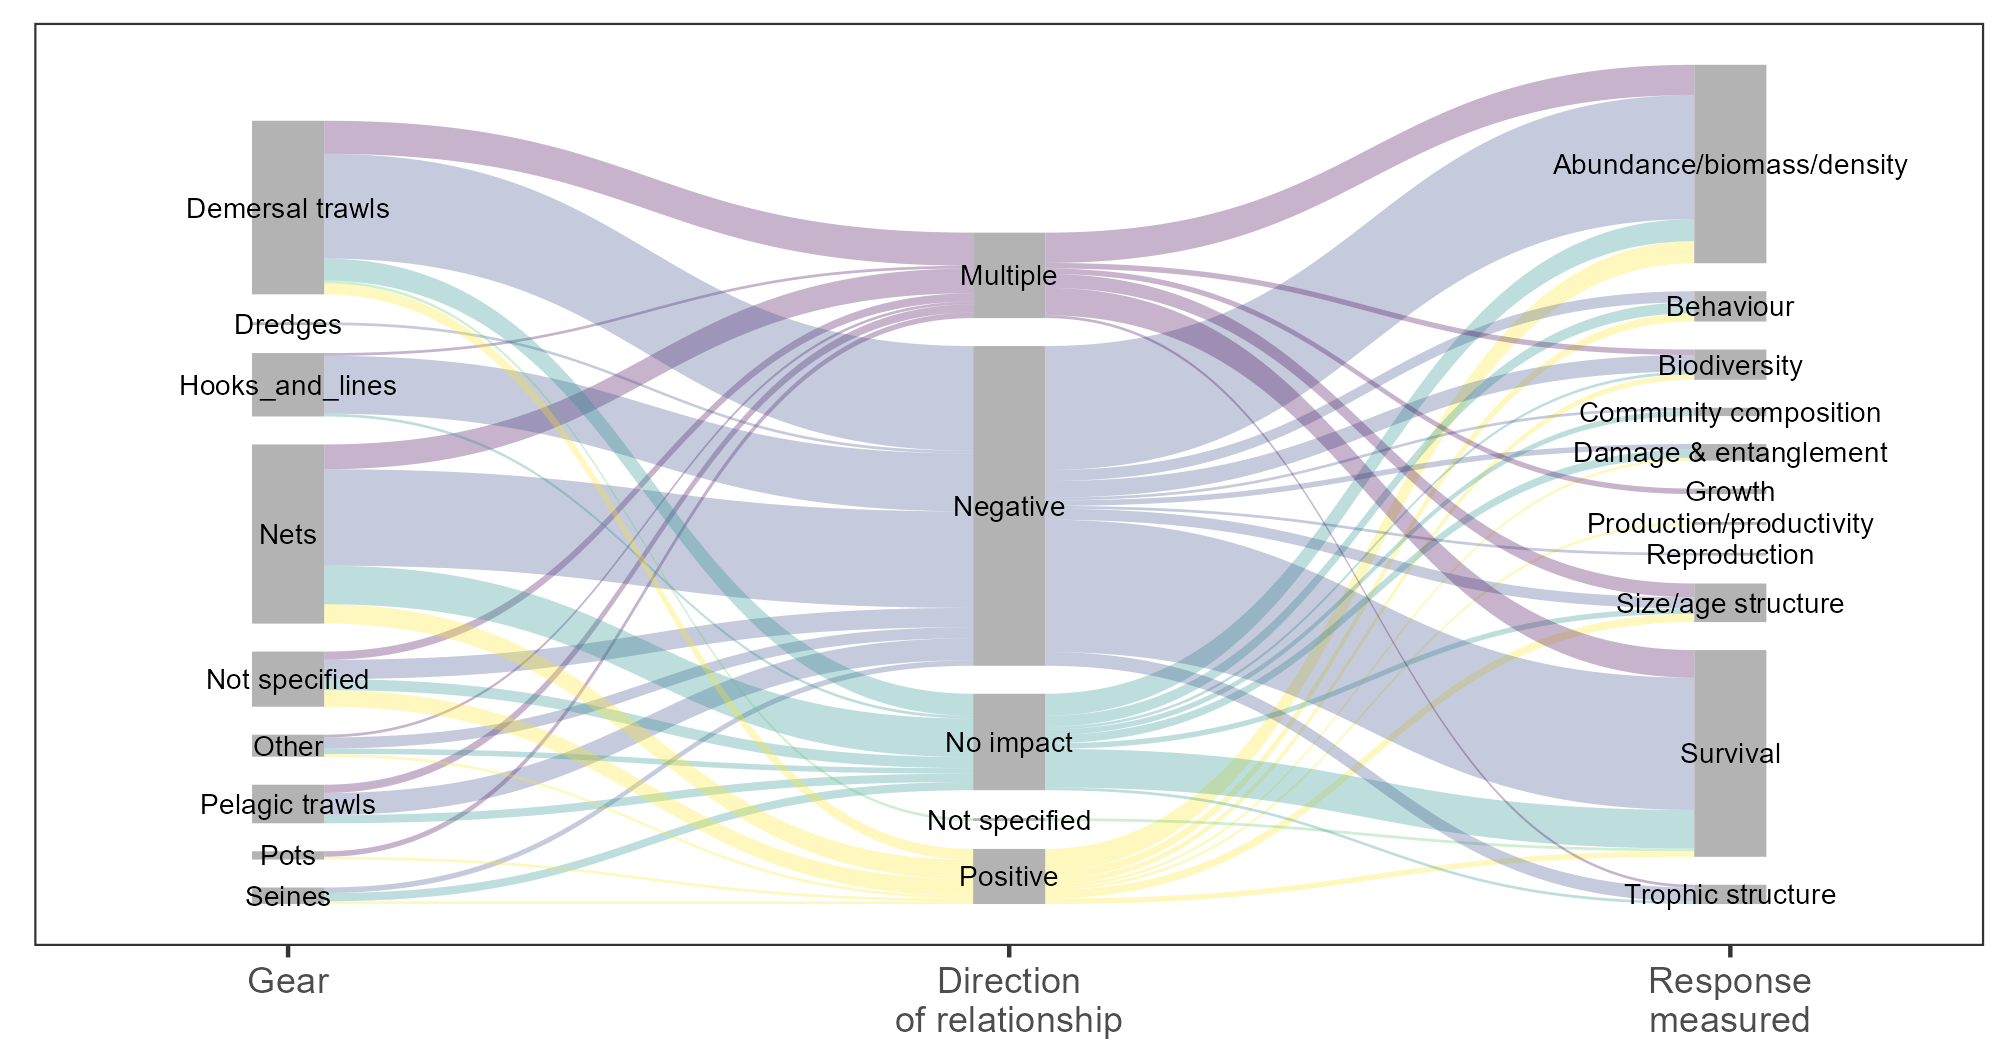 Demersal trawls
Dredges
Hooks_and_lines
Nets
Not specified
Other
Pelagic trawls
Pots
Seines
Multiple
Negative
No impact
Not specified
Positive
Abundance/biomass/density
Behaviour
Biodiversity
Community composition
Damage & entanglement
Growth
Production/productivity
Reproduction
Size/age structure
Survival
Trophic structure
Gear
Direction
of relationship
Response
measured